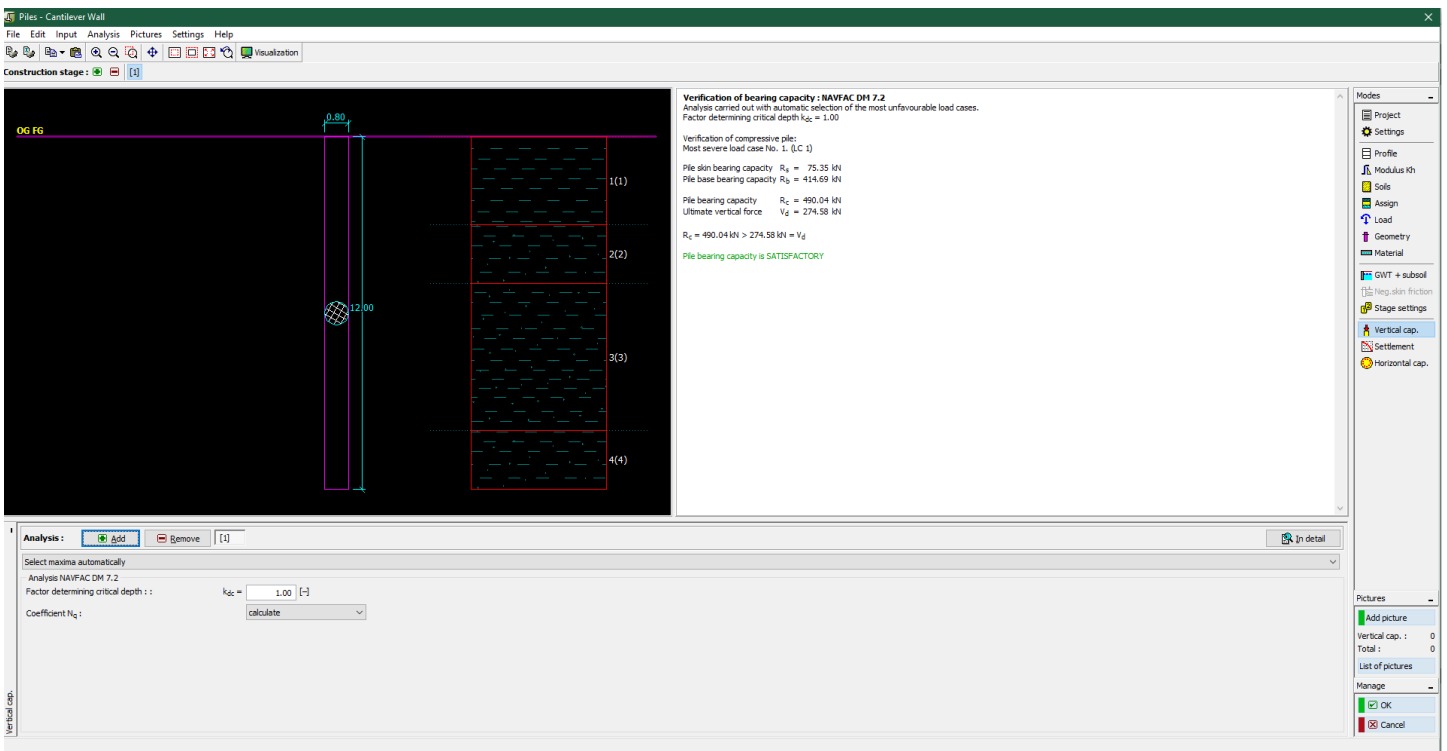 Piles - Cantilever Wall
File Edit Input Analysis Pictures Settings Help
Visualization
Construction stage : [1]
OG FG
0.80
12.00
1(1)
2(2)
3(3)
4(4)
Verification of bearing capacity : NAVFAC DM 7.2
Analysis carried out with automatic selection of the most unfavourable load cases.
Factor determining critical depth kdc = 1.00
Verification of compressive pile:
Most severe load case No. 1. (LC 1)
Pile skin bearing capacity Rs = 75.35 kN
Pile base bearing capacity Rb = 414.69 kN
Pile bearing capacity Rc = 490.04 kN
Ultimate vertical force Vd = 274.58 kN
Rc = 490.04 kN > 274.58 kN = Vd
Pile bearing capacity is SATISFACTORY
Modes
Project
Settings
Profile
Modulus Kh
Soils
Assign
Load
Geometry
Material
GWT + subsoil
Neg.skin friction
Stage settings
Vertical cap.
Settlement
Horizontal cap.
Analysis : Add Remove [1] In detail
Select maxima automatically
Analysis NAVFAC DM 7.2
Factor determining critical depth : : kdc = 1.00 [–]
Coefficient Nq : calculate
Vertical cap.
Pictures
Add picture
Vertical cap. : 0
Total : 0
List of pictures
Manage
OK
Cancel